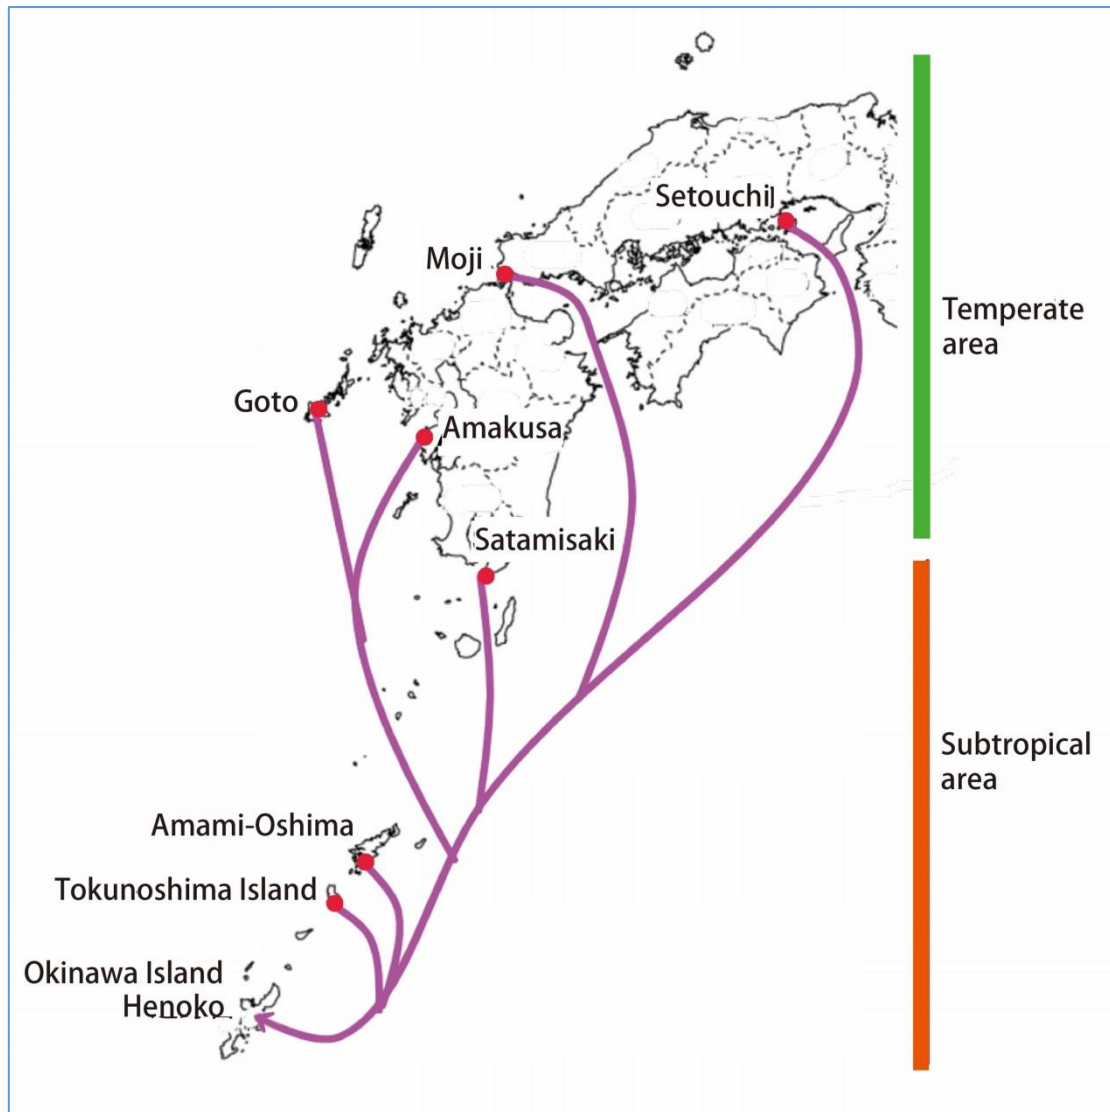 Setouchi
Moji
Temperate
area
Goto
Amakusa
Satamisaki
Subtropical
area
Amami-Oshima
Tokunoshima Island
Okinawa Island
Henoko